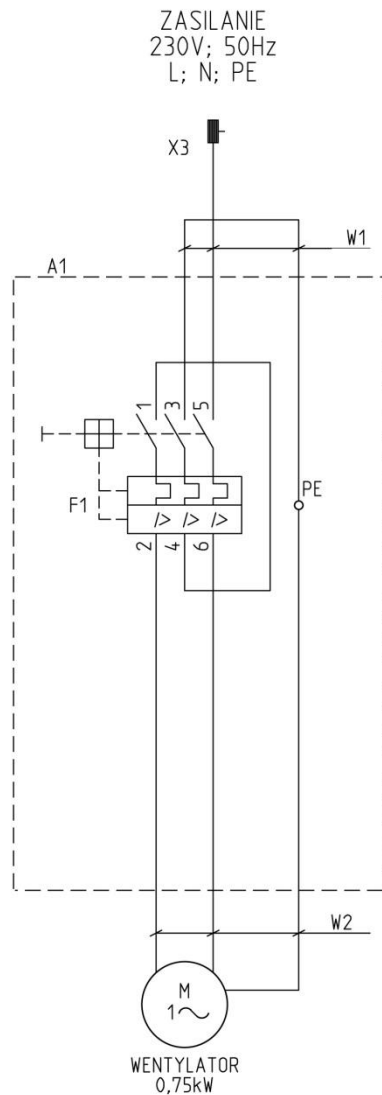 ZASILANIE
230V; 50Hz
L; N; PE
X3
W1
A1
1 3 5
PE
F1
I> I> I>
2 4 6
W2
M
1~
WENTYLATOR
0,75kW